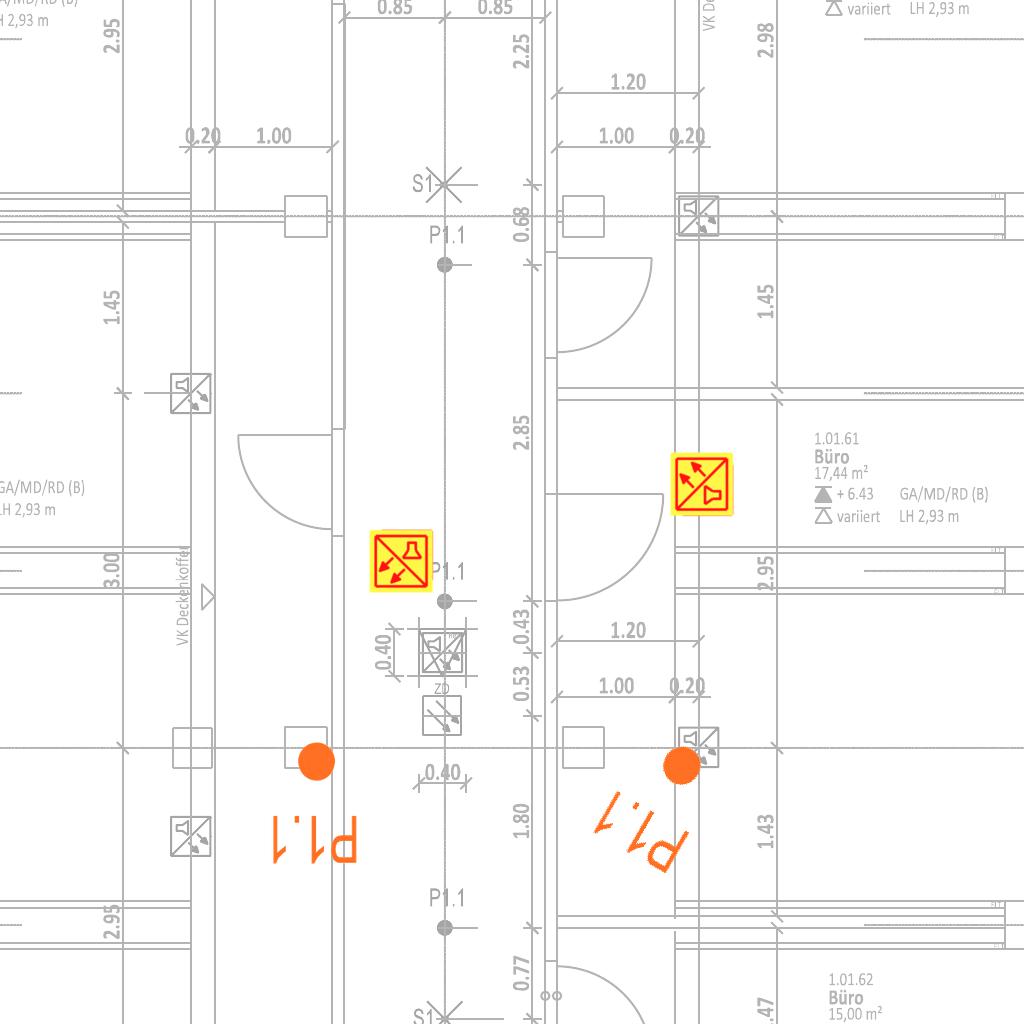 GA/MD/RD (B)
LH 2,93 m
2.95
0.85
0.85
2.25
VK De
variiert
LH 2,93 m
2.98
1.20
0.20
1.00
1.00
0.20
S1
P1.1
0.68
1.45
1.45
2.85
1.01.61
Büro
17,44 m²
+ 6.43
GA/MD/RD (B)
variiert
LH 2,93 m
GA/MD/RD (B)
LH 2,93 m
VK Deckenkoffer
3.00
P1.1
2.95
0.43
1.20
0.40
0.53
ZD
1.00
0.20
0.40
1.80
1.43
P1.1
P1.1
P1.1
2.95
0.77
1.01.62
Büro
15,00 m²
S1
.47